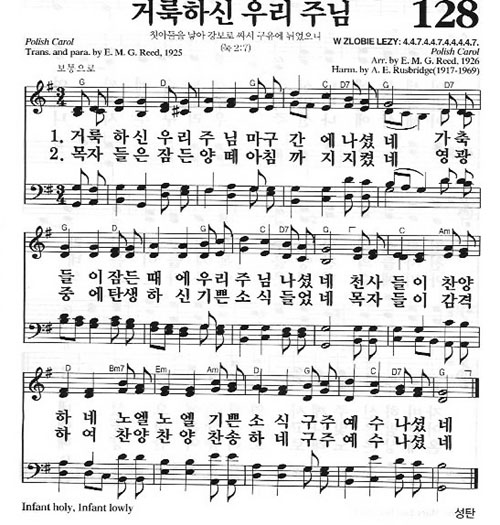 거룩하신 우리 주님 128
첫아들을 낳아 강보로 싸서 구유에 뉘었으니
(눅 2:7)
Polish Carol
Trans. and para. by E. M. G. Reed, 1925
W ZLOBIE LEZY: 4.4.7.4.4.7.4.4.4.4.7.
Polish Carol
Arr. by E. M. G. Reed, 1926
Harm. by A. E. Rusbridge(1917-1969)
보통으로
G D G C G D7
1. 거룩 하신 우리 주 님 마구 간 에 나셨 네 가축
2. 목자 들은 잠든 양 떼 아침 까 지 지켰 네 영광
G D G C D7 G C Am
들 이 잠든 때 에 우리 주 님 나셨 네 천사 들 이 찬양
중 에 탄생 하 신 기쁜 소 식 들었 네 목자 들 이 감격
D Bm7 Em Am D G C G D7 G
하 네 노엘 노 엘 기쁜 소 식 구주 예 수 나셨 네
하 여 찬양 찬 양 찬송 하 네 구주 예 수 나셨 네
Infant holy, Infant lowly
성탄